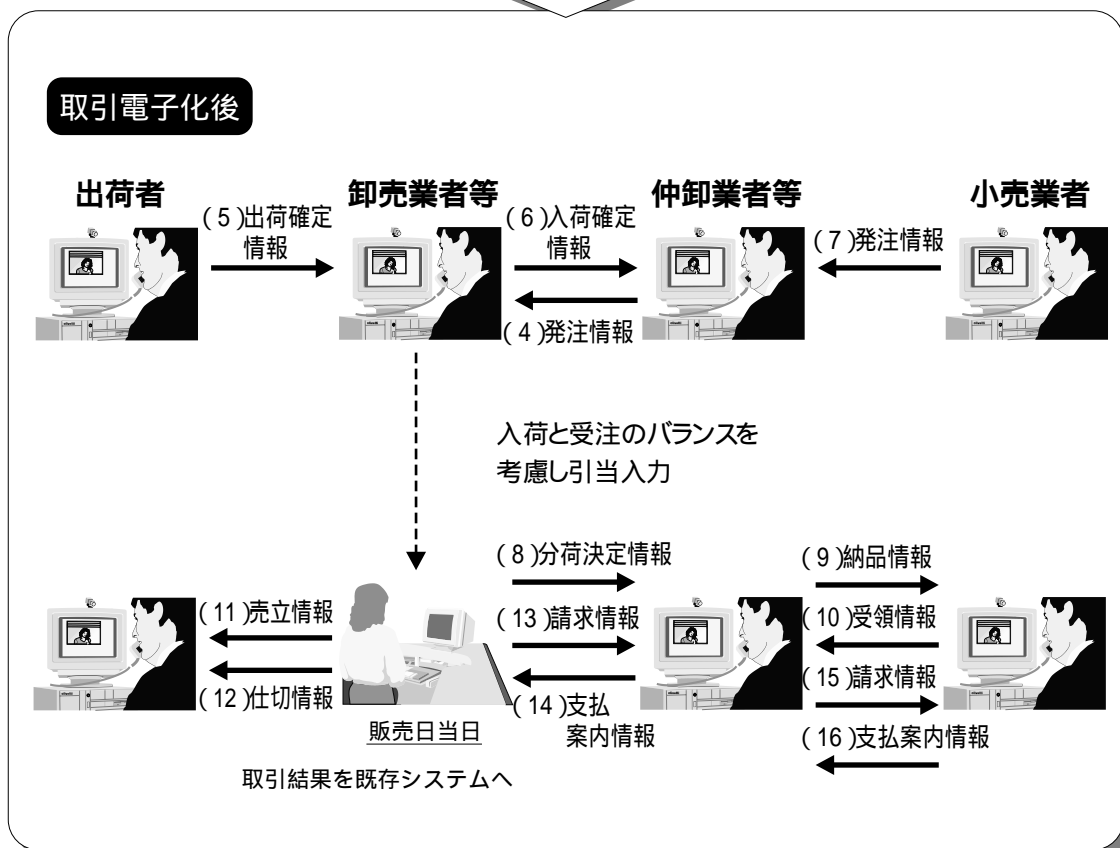 取引電子化後
出荷者
卸売業者等
仲卸業者等
小売業者
(5)出荷確定
情報
(6)入荷確定
情報
(7)発注情報
(4)発注情報
入荷と受注のバランスを
考慮し引当入力
(8)分荷決定情報
(9)納品情報
(11)売立情報
(13)請求情報
(10)受領情報
(12)仕切情報
(14)支払
案内情報
(15)請求情報
(16)支払案内情報
販売日当日
取引結果を既存システムへ